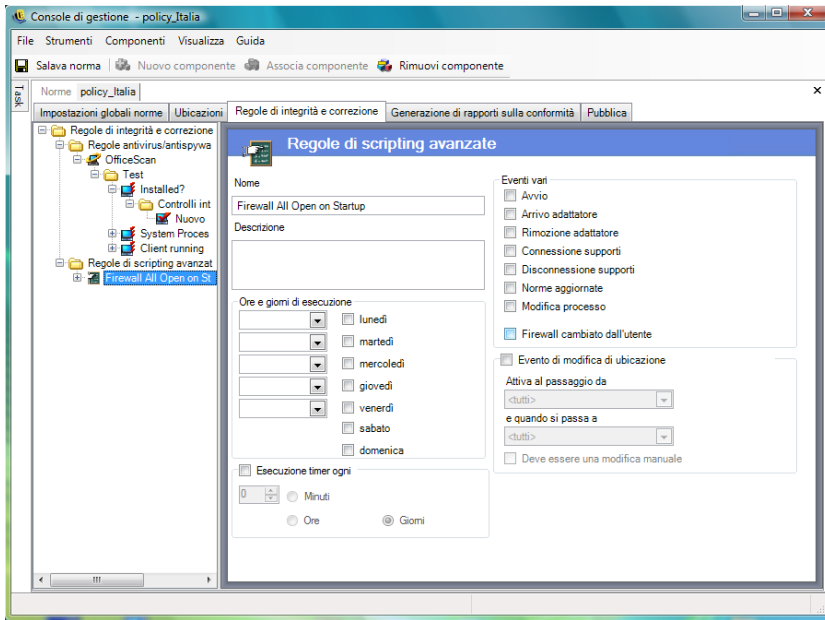 Console di gestione - policy_Italia
File Strumenti Componenti Visualizza Guida
Salava norma Nuovo componente Associa componente Rimuovi componente
Task
Norme policy_Italia
Impostazioni globali norme Ubicazioni Regole di integrità e correzione Generazione di rapporti sulla conformità Pubblica
Regole di integrità e correzione
Regole antivirus/antispywa
OfficeScan
Test
Installed?
Controlli int
Nuovo
System Proces
Client running
Regole di scripting avanzat
Firewall All Open on St
Regole di scripting avanzate
Nome
Firewall All Open on Startup
Descrizione
Ore e giorni di esecuzione
lunedì
martedì
mercoledì
giovedì
venerdì
sabato
domenica
Esecuzione timer ogni
0 Minuti
Ore Giorni
Eventi vari
Avvio
Arrivo adattatore
Rimozione adattatore
Connessione supporti
Disconnessione supporti
Norme aggiornate
Modifica processo
Firewall cambiato dall'utente
Evento di modifica di ubicazione
Attiva al passaggio da
<tutti>
e quando si passa a
<tutti>
Deve essere una modifica manuale